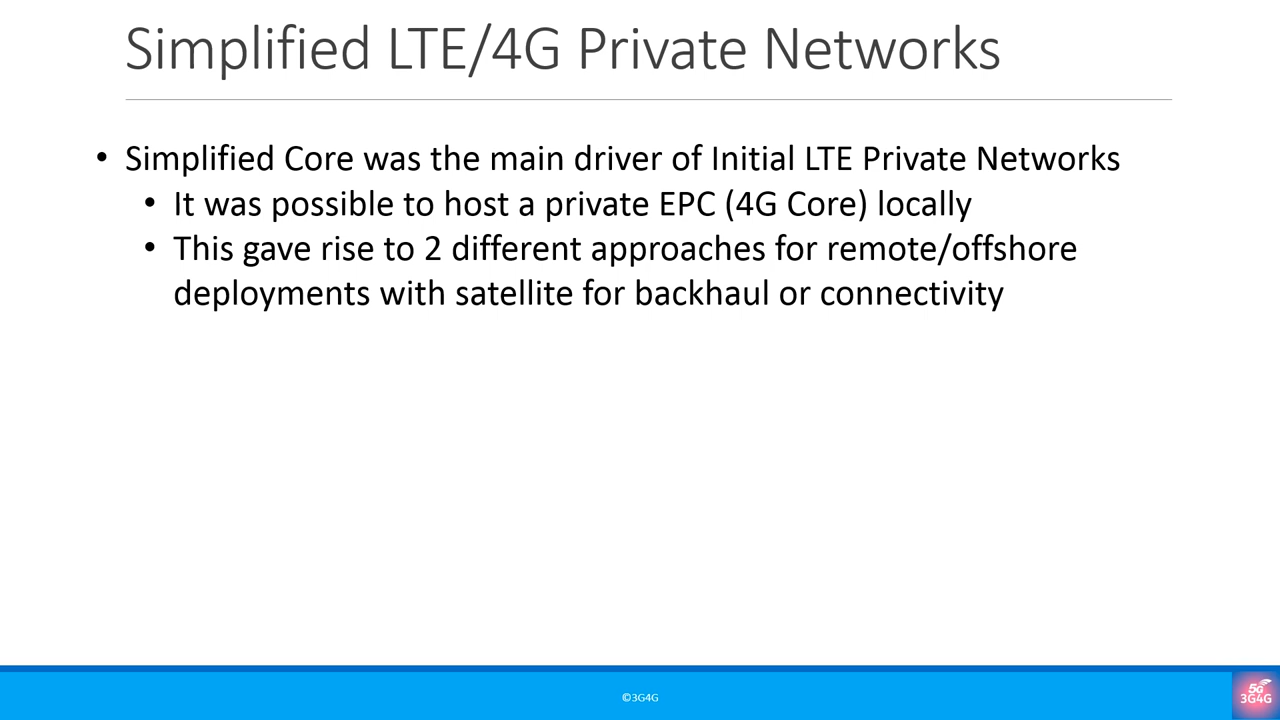 Simplified LTE/4G Private Networks
• Simplified Core was the main driver of Initial LTE Private Networks
• It was possible to host a private EPC (4G Core) locally
• This gave rise to 2 different approaches for remote/offshore
deployments with satellite for backhaul or connectivity
©3G4G
5G
3G4G